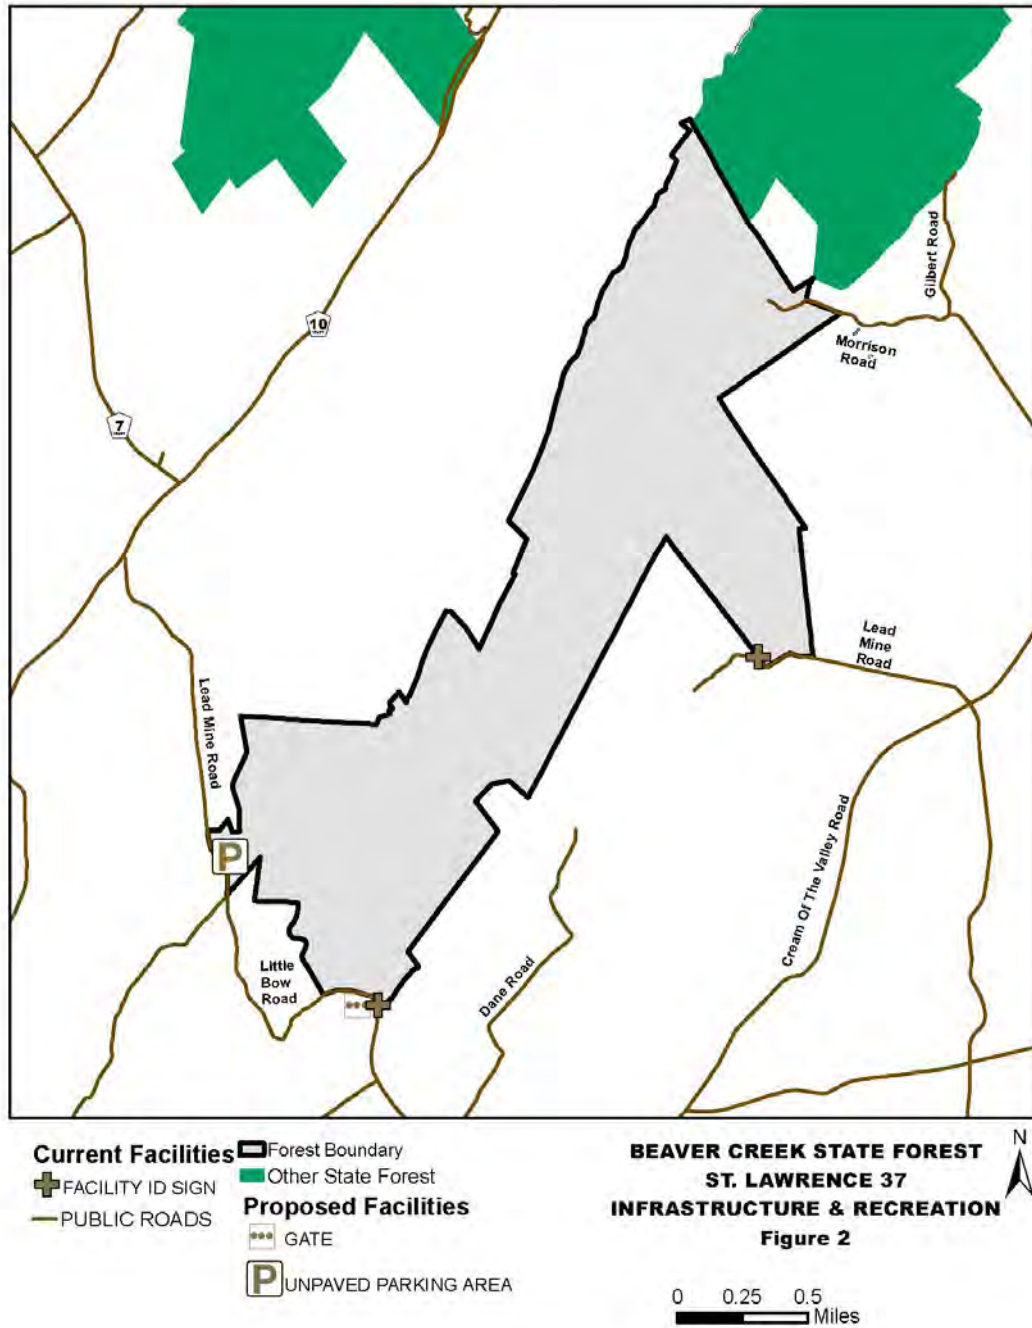 Gilbert Road
10
Morrison
Road
7
Lead
Mine
Road
Lead Mine Road
Cream Of The Valley Road
P
Little
Bow
Road
Dane Road
Current Facilities
FACILITY ID SIGN
PUBLIC ROADS
Forest Boundary
Other State Forest
Proposed Facilities
GATE
P UNPAVED PARKING AREA
BEAVER CREEK STATE FOREST
ST. LAWRENCE 37
INFRASTRUCTURE & RECREATION
Figure 2
N
0 0.25 0.5
Miles